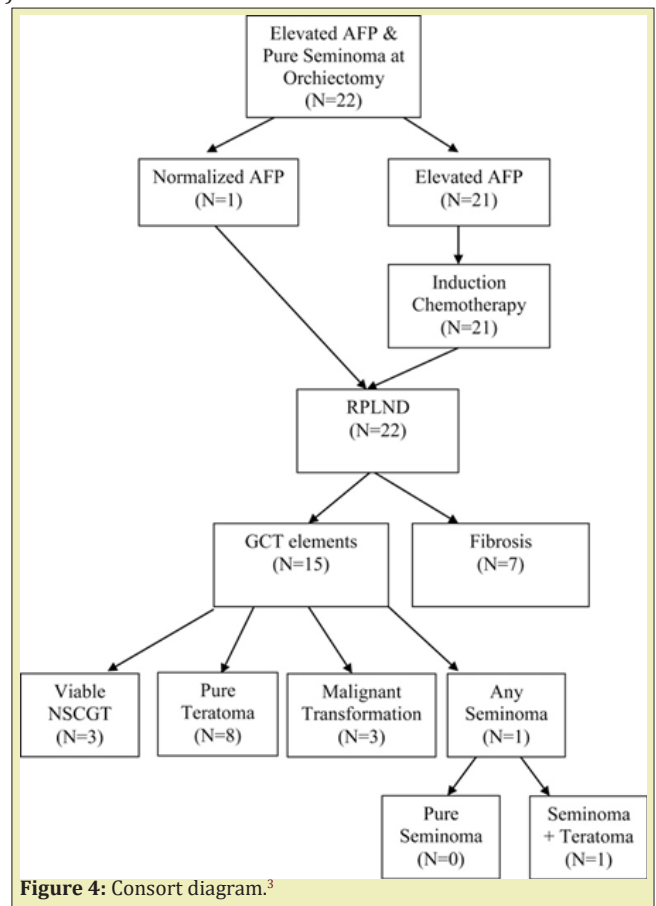 Elevated AFP &
Pure Seminoma at
Orchiectomy
(N=22)
Normalized AFP
(N=1)
Elevated AFP
(N=21)
Induction
Chemotherapy
(N=21)
RPLND
(N=22)
GCT elements
(N=15)
Fibrosis
(N=7)
Viable
NSCGT
(N=3)
Pure
Teratoma
(N=8)
Malignant
Transformation
(N=3)
Any
Seminoma
(N=1)
Pure
Seminoma
(N=0)
Seminoma
+ Teratoma
(N=1)
Figure 4: Consort diagram.³